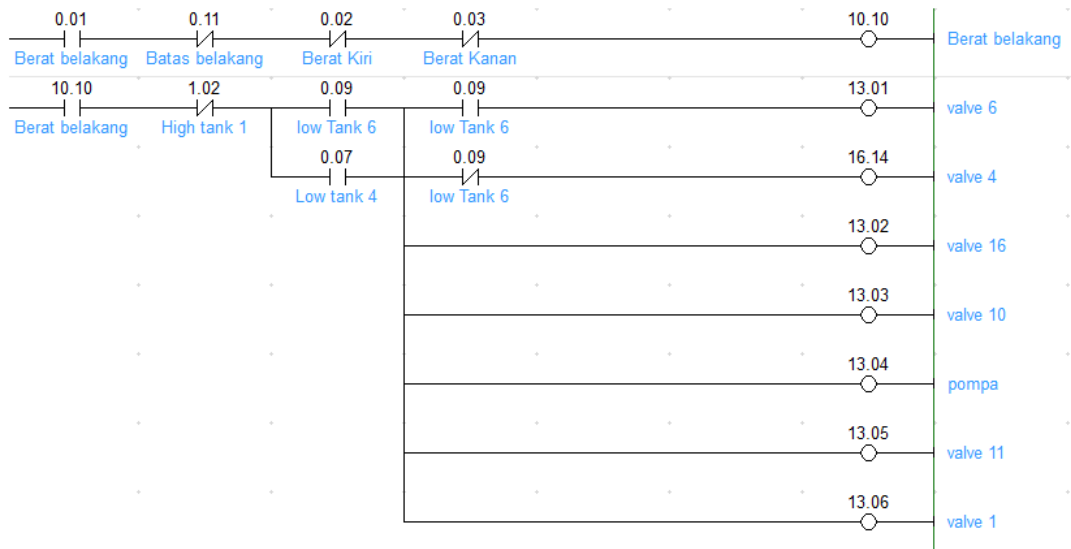 0.01 0.11 0.02 0.03 10.10
Berat belakang Batas belakang Berat Kiri Berat Kanan Berat belakang
10.10 1.02 0.09 0.09 13.01
Berat belakang High tank 1 low Tank 6 low Tank 6 valve 6
0.07 0.09 16.14
Low tank 4 low Tank 6 valve 4
13.02
valve 16
13.03
valve 10
13.04
pompa
13.05
valve 11
13.06
valve 1